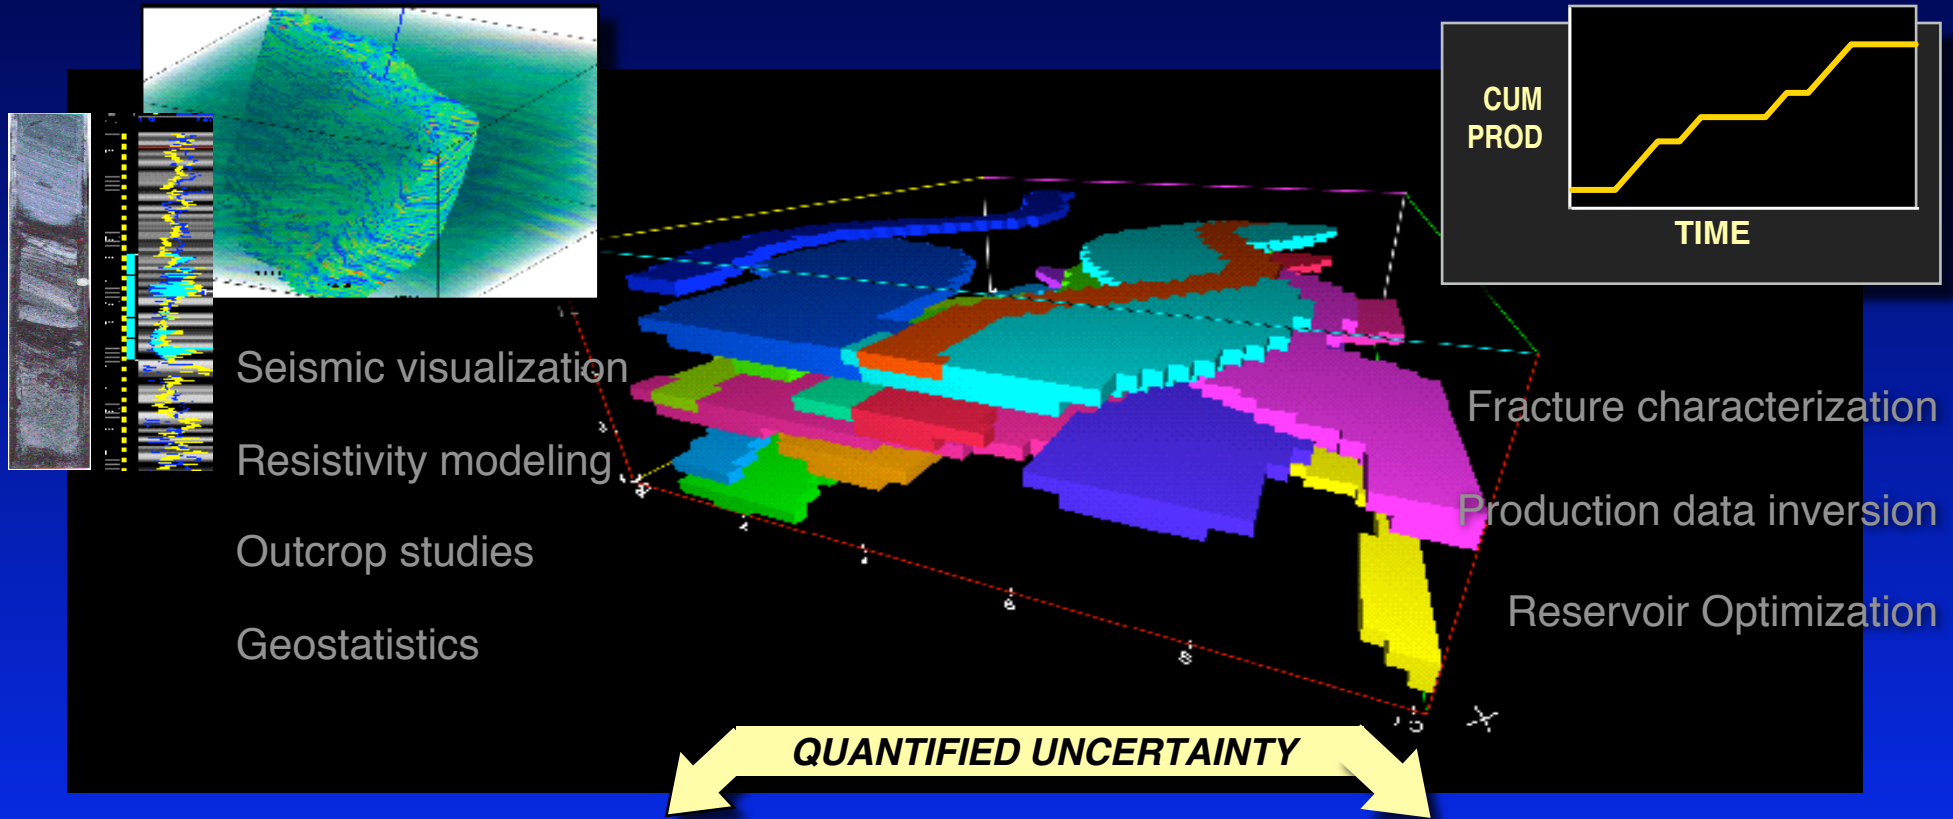 CUM
PROD
TIME
Seismic visualization
Resistivity modeling
Outcrop studies
Geostatistics
Fracture characterization
Production data inversion
Reservoir Optimization
X
QUANTIFIED UNCERTAINTY